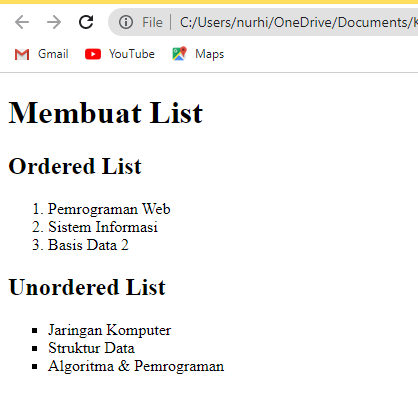 File | C:/Users/nurhi/OneDrive/Documents/
Gmail YouTube Maps
Membuat List
Ordered List
1. Pemrograman Web
2. Sistem Informasi
3. Basis Data 2
Unordered List
▪ Jaringan Komputer
▪ Struktur Data
▪ Algoritma & Pemrograman